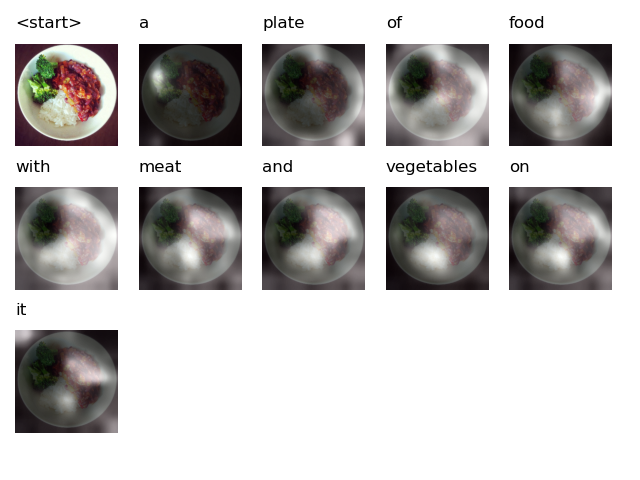 <start> a plate of food
with meat and vegetables on
it